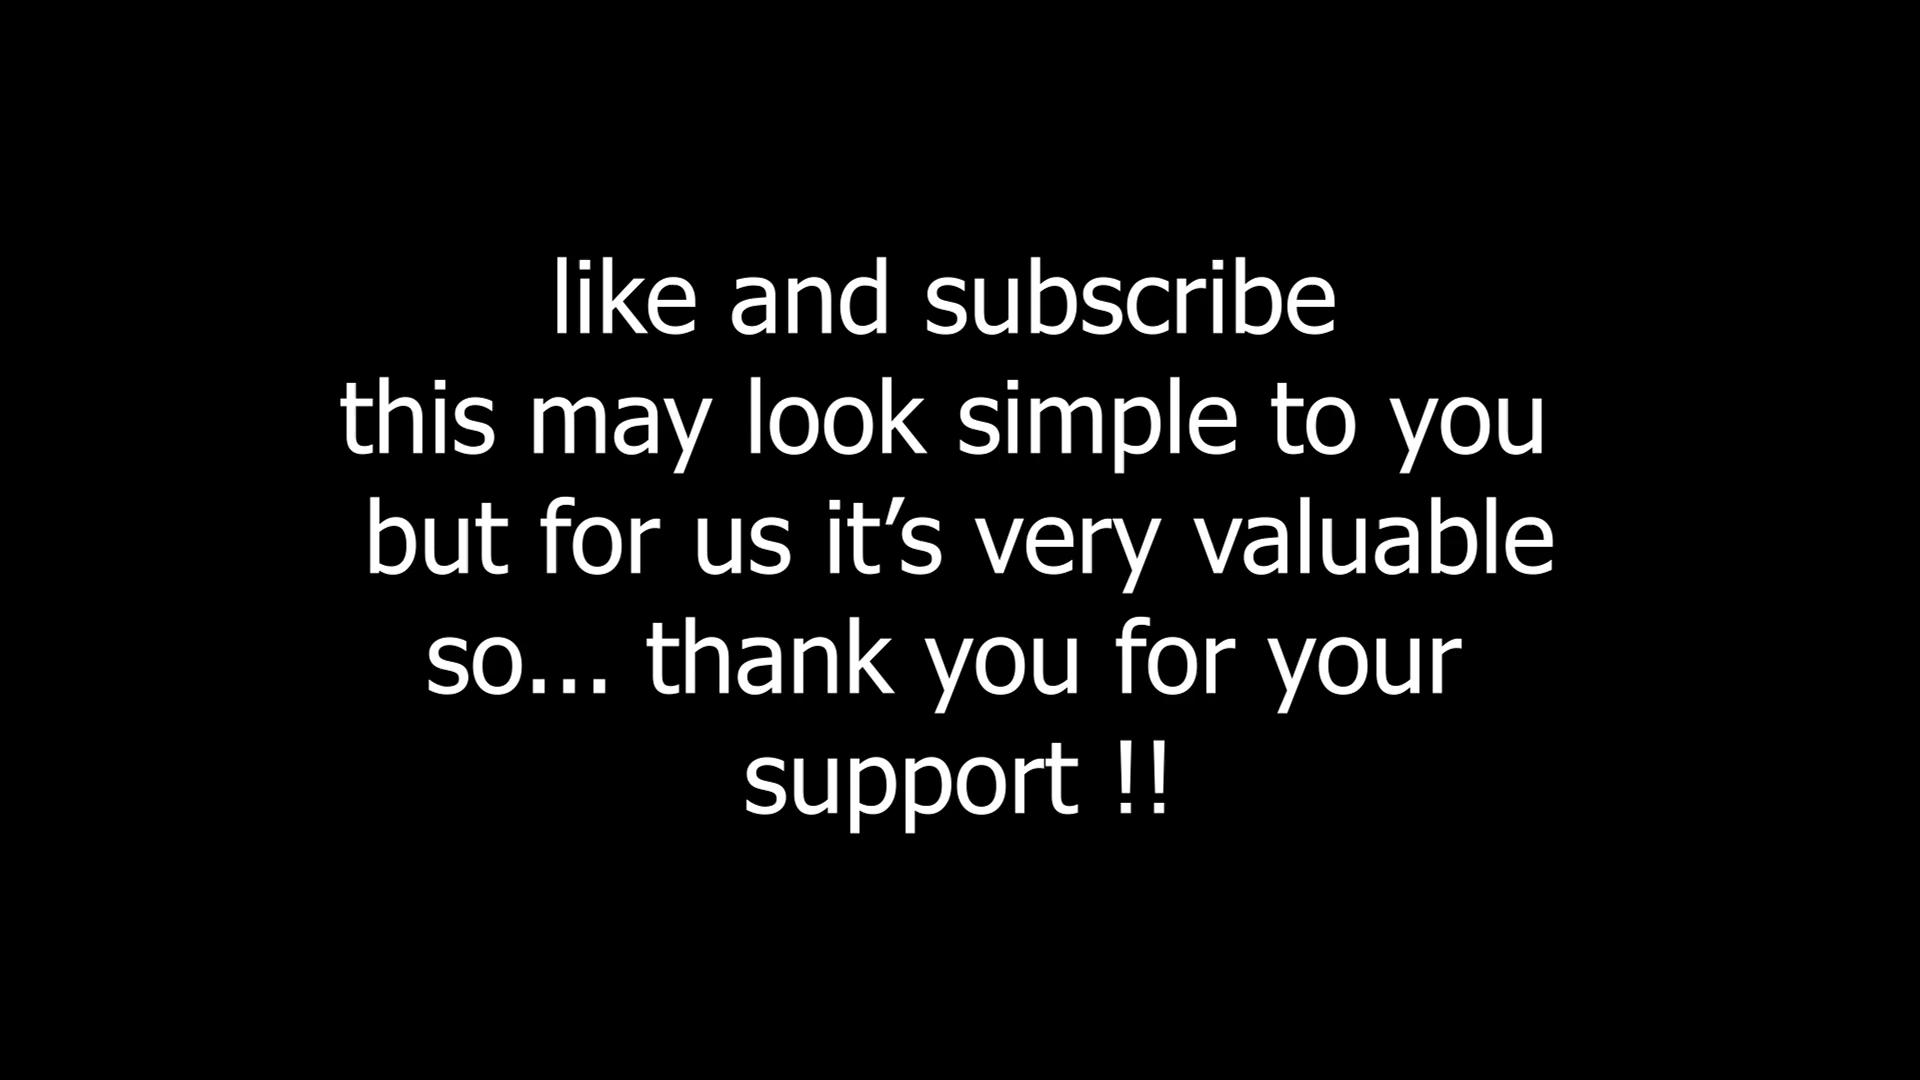 like and subscribe
this may look simple to you
but for us it’s very valuable
so... thank you for your
support !!